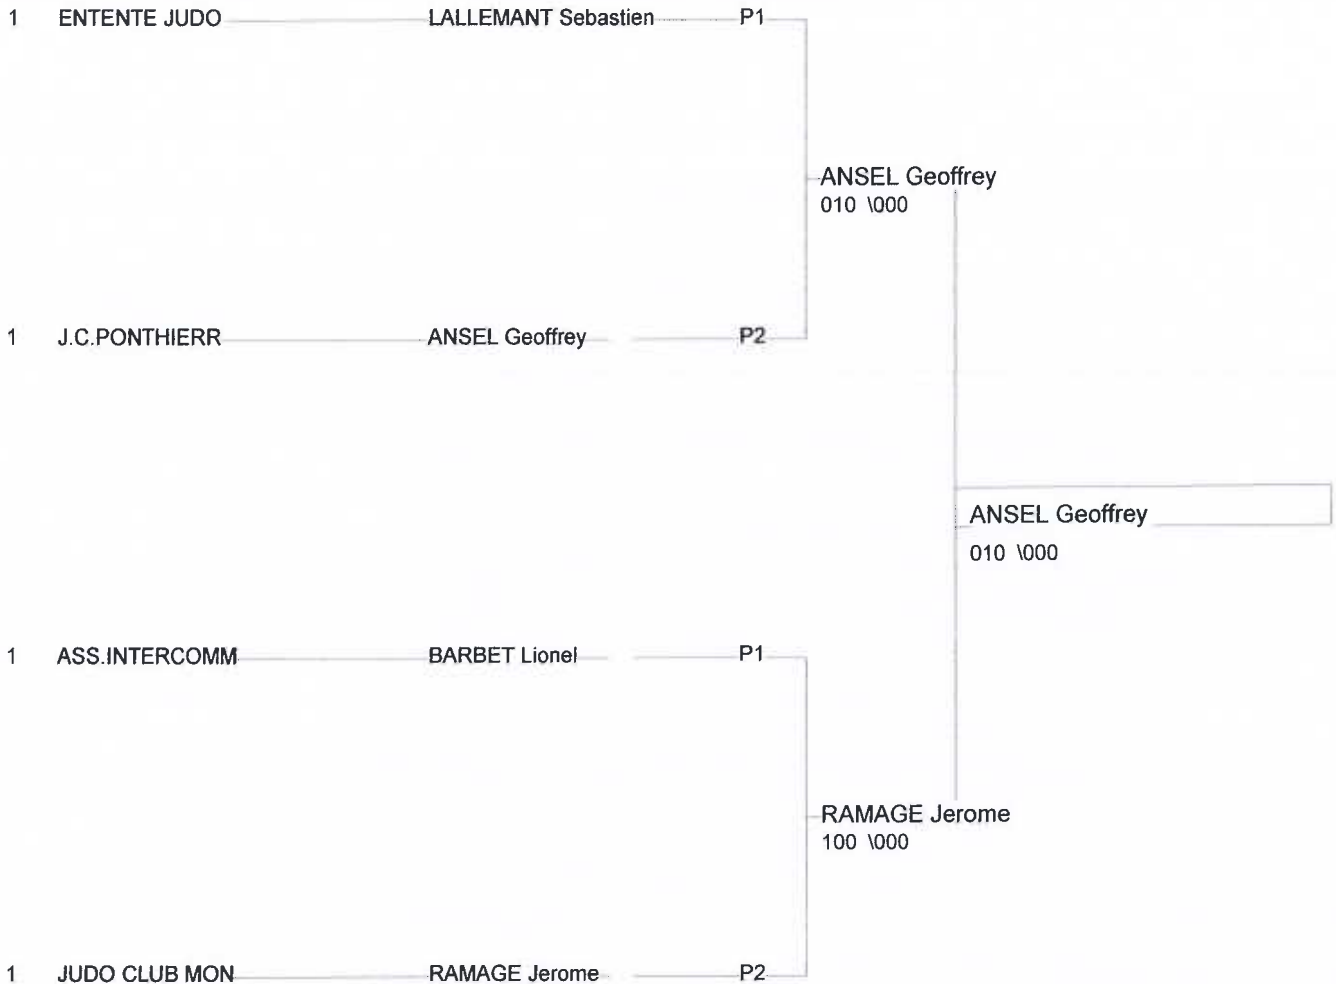 1 ENTENTE JUDO LALLEMANT Sebastien P1
ANSEL Geoffrey
010 \000
1 J.C.PONTHIERR ANSEL Geoffrey P2
ANSEL Geoffrey
010 \000
1 ASS.INTERCOMM BARBET Lionel P1
RAMAGE Jerome
100 \000
1 JUDO CLUB MON RAMAGE Jerome P2